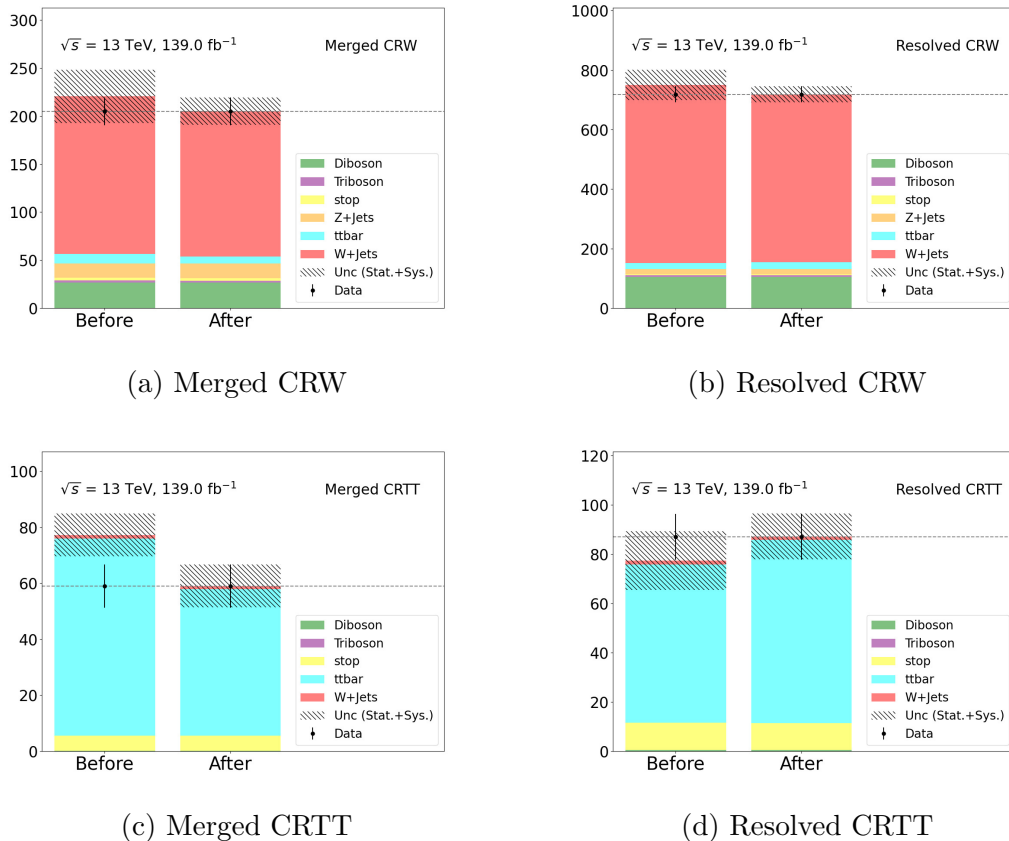 300
250
200
150
100
50
0
√s = 13 TeV, 139.0 fb⁻¹
Merged CRW
Diboson
Triboson
stop
Z+Jets
ttbar
W+Jets
Unc (Stat.+Sys.)
Data
Before
After
(a) Merged CRW
1000
800
600
400
200
0
√s = 13 TeV, 139.0 fb⁻¹
Resolved CRW
Diboson
Triboson
stop
Z+Jets
ttbar
W+Jets
Unc (Stat.+Sys.)
Data
Before
After
(b) Resolved CRW
100
80
60
40
20
0
√s = 13 TeV, 139.0 fb⁻¹
Merged CRTT
Diboson
Triboson
stop
ttbar
W+Jets
Unc (Stat.+Sys.)
Data
Before
After
(c) Merged CRTT
120
100
80
60
40
20
0
√s = 13 TeV, 139.0 fb⁻¹
Resolved CRTT
Diboson
Triboson
stop
ttbar
W+Jets
Unc (Stat.+Sys.)
Data
Before
After
(d) Resolved CRTT